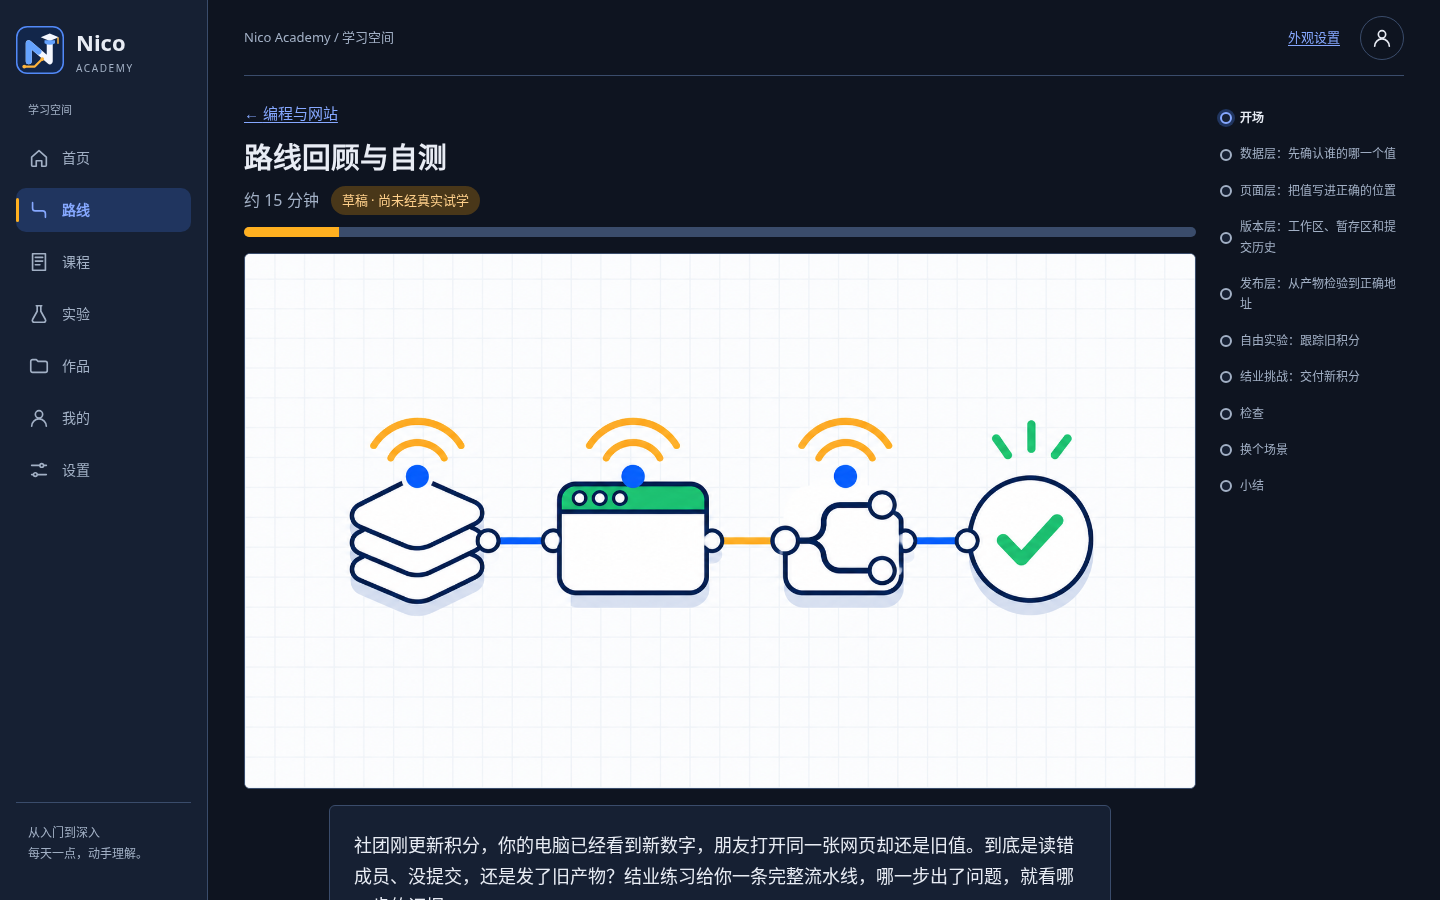 Nico
ACADEMY
学习空间
首页
路线
课程
实验
作品
我的
设置
从入门到深入
每天一点，动手理解。
Nico Academy / 学习空间
外观设置
← 编程与网站
路线回顾与自测
约 15 分钟
草稿 · 尚未经真实试学
社团刚更新积分，你的电脑已经看到新数字，朋友打开同一张网页却还是旧值。到底是读错
成员、没提交，还是发了旧产物？结业练习给你一条完整流水线，哪一步出了问题，就看哪
开场
数据层：先确认谁的哪一个值
页面层：把值写进正确的位置
版本层：工作区、暂存区和提
交历史
发布层：从产物检验到正确地
址
自由实验：跟踪旧积分
结业挑战：交付新积分
检查
换个场景
小结